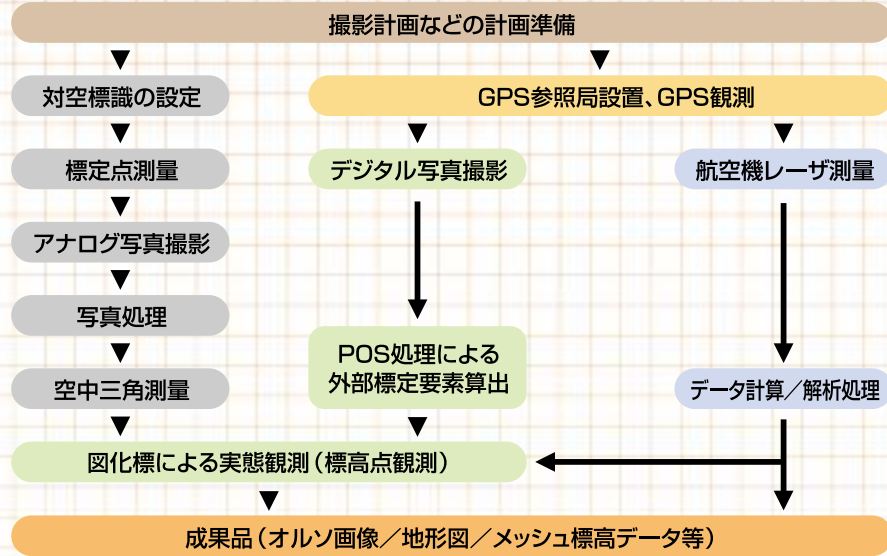 撮影計画などの計画準備
対空標識の設定
GPS参照局設置、GPS観測
標定点測量
デジタル写真撮影
航空機レーザ測量
アナログ写真撮影
写真処理
POS処理による
外部標定要素算出
空中三角測量
データ計算／解析処理
図化標による実態観測（標高点観測）
成果品（オルソ画像／地形図／メッシュ標高データ等）